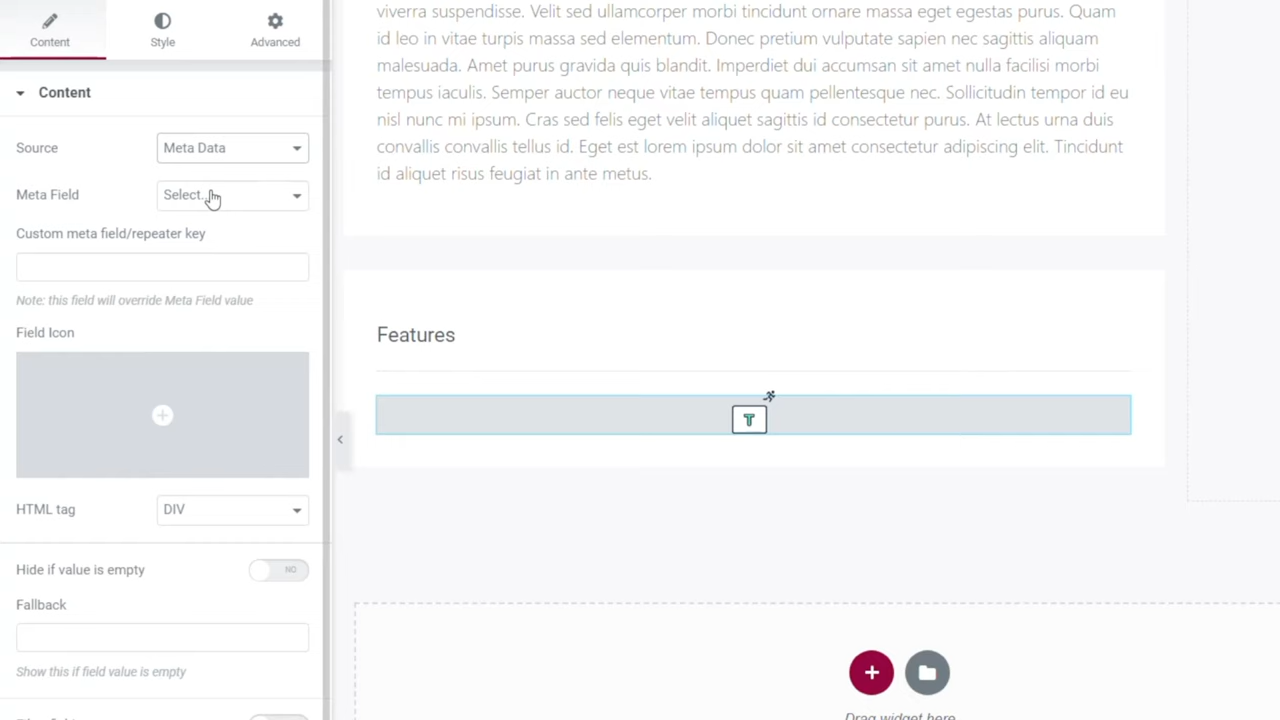 Content
Style
Advanced
Content
Source
Meta Data
Meta Field
Select...
Custom meta field/repeater key
Note: this field will override Meta Field value
Field Icon
HTML tag
DIV
Hide if value is empty
NO
Fallback
Show this if field value is empty
viverra suspendisse. Velit sed ullamcorper morbi tincidunt ornare massa eget egestas purus. Quam
id leo in vitae turpis massa sed elementum. Donec pretium vulputate sapien nec sagittis aliquam
malesuada. Amet purus gravida quis blandit. Imperdiet dui accumsan sit amet nulla facilisi morbi
tempus iaculis. Semper auctor neque vitae tempus quam pellentesque nec. Sollicitudin tempor id eu
nisl nunc mi ipsum. Cras sed felis eget velit aliquet sagittis id consectetur purus. At lectus urna duis
convallis convallis tellus id. Eget est lorem ipsum dolor sit amet consectetur adipiscing elit. Tincidunt
id aliquet risus feugiat in ante metus.
Features
T
Drag widget here